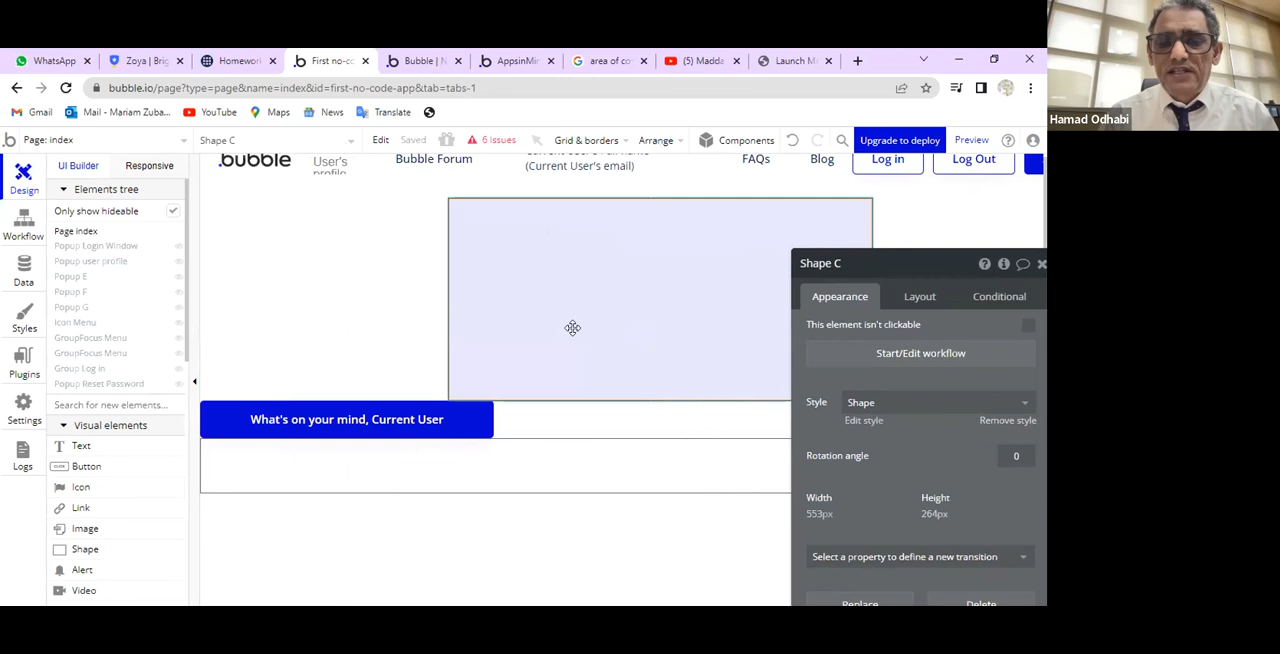 WhatsApp
Zoya | Brig
Homework
First no-co
Bubble | N
AppsinMin
area of co
(5) Madda
Launch M
bubble.io/page?type=page&name=index&id=first-no-code-app&tab=tabs-1
Gmail
Mail - Mariam Zuba...
YouTube
Maps
News
Translate
Hamad Odhabi
Page: index
Shape C
Edit
Saved
6 issues
Grid & borders
Arrange
Components
Upgrade to deploy
Preview
Design
Workflow
Data
Styles
Plugins
Settings
Logs
UI Builder
Responsive
Elements tree
Only show hideable
Page index
Popup Login Window
Popup user profile
Popup E
Popup F
Popup G
Icon Menu
GroupFocus Menu
GroupFocus Menu
Group Log in
Popup Reset Password
Search for new elements...
Visual elements
Text
Button
Icon
Link
Image
Shape
Alert
Video
bubble
User's
profile
Bubble Forum
(Current User's email)
FAQs
Blog
Log in
Log Out
What's on your mind, Current User
Shape C
Appearance
Layout
Conditional
This element isn't clickable
Start/Edit workflow
Style
Shape
Edit style
Remove style
Rotation angle
0
Width
Height
553px
264px
Select a property to define a new transition
Replace
Delete